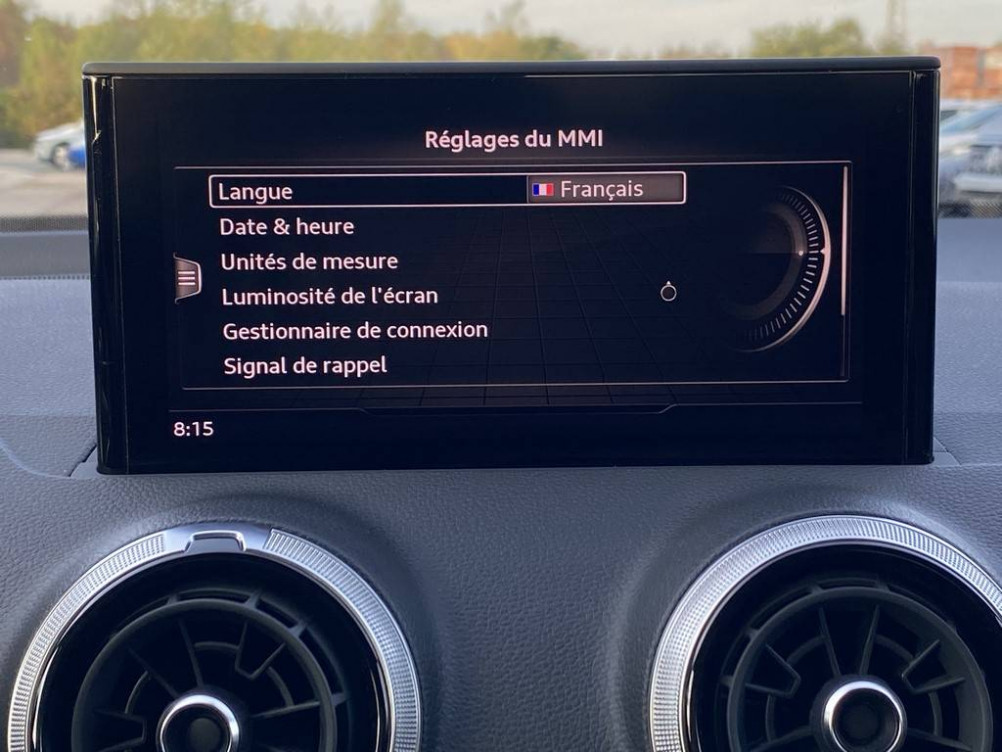 Réglages du MMI
Langue Français
Date & heure
Unités de mesure
Luminosité de l'écran
Gestionnaire de connexion
Signal de rappel
8:15